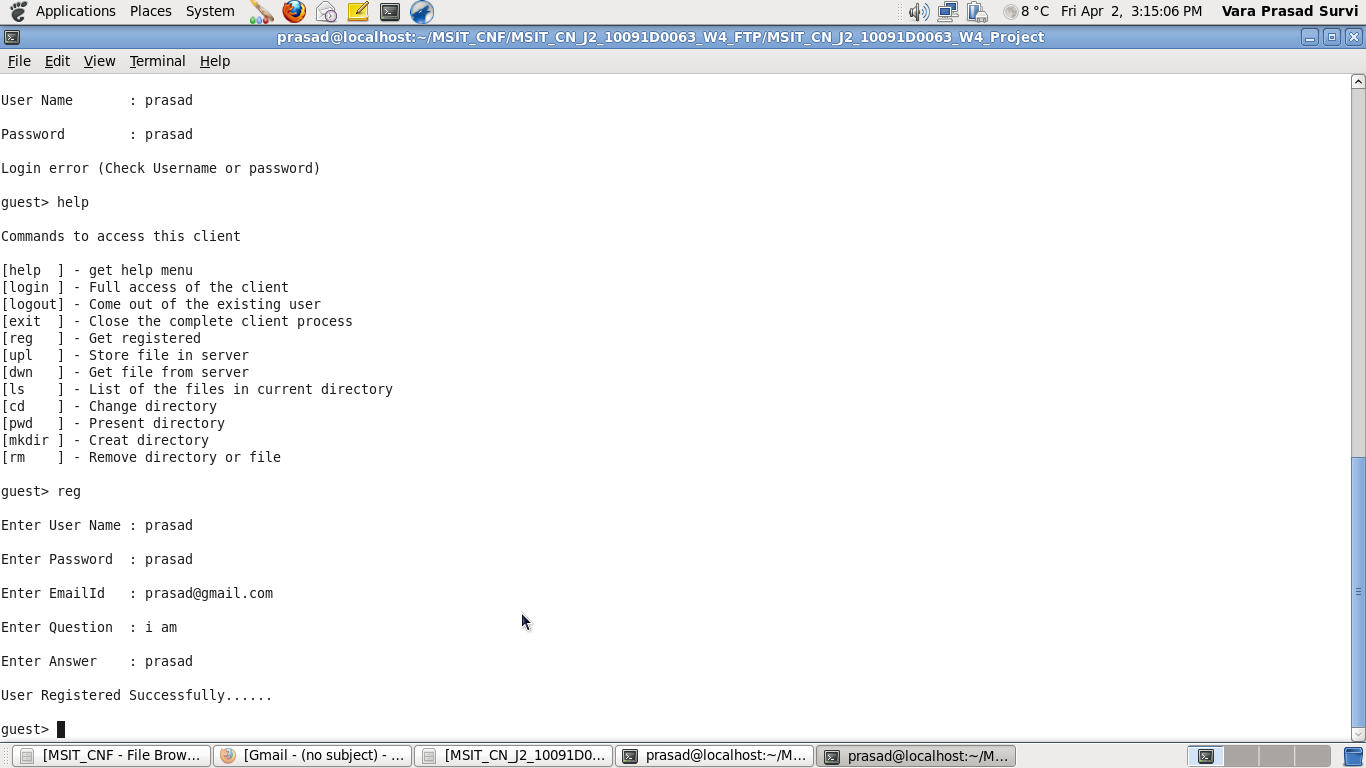 Applications Places System 8 °C Fri Apr 2, 3:15:06 PM Vara Prasad Survi
prasad@localhost:~/MSIT_CNF/MSIT_CN_J2_10091D0063_W4_FTP/MSIT_CN_J2_10091D0063_W4_Project
File Edit View Terminal Help
User Name       : prasad
Password        : prasad
Login error (Check Username or password)
guest> help
Commands to access this client
[help  ] - get help menu
[login ] - Full access of the client
[logout] - Come out of the existing user
[exit  ] - Close the complete client process
[reg   ] - Get registered
[upl   ] - Store file in server
[dwn   ] - Get file from server
[ls    ] - List of the files in current directory
[cd    ] - Change directory
[pwd   ] - Present directory
[mkdir ] - Creat directory
[rm    ] - Remove directory or file
guest> reg
Enter User Name : prasad
Enter Password  : prasad
Enter EmailId   : prasad@gmail.com
Enter Question  : i am
Enter Answer    : prasad
User Registered Successfully......
guest>
[MSIT_CNF - File Brow... [Gmail - (no subject) - ... [MSIT_CN_J2_10091D0... prasad@localhost:~/M... prasad@localhost:~/M...